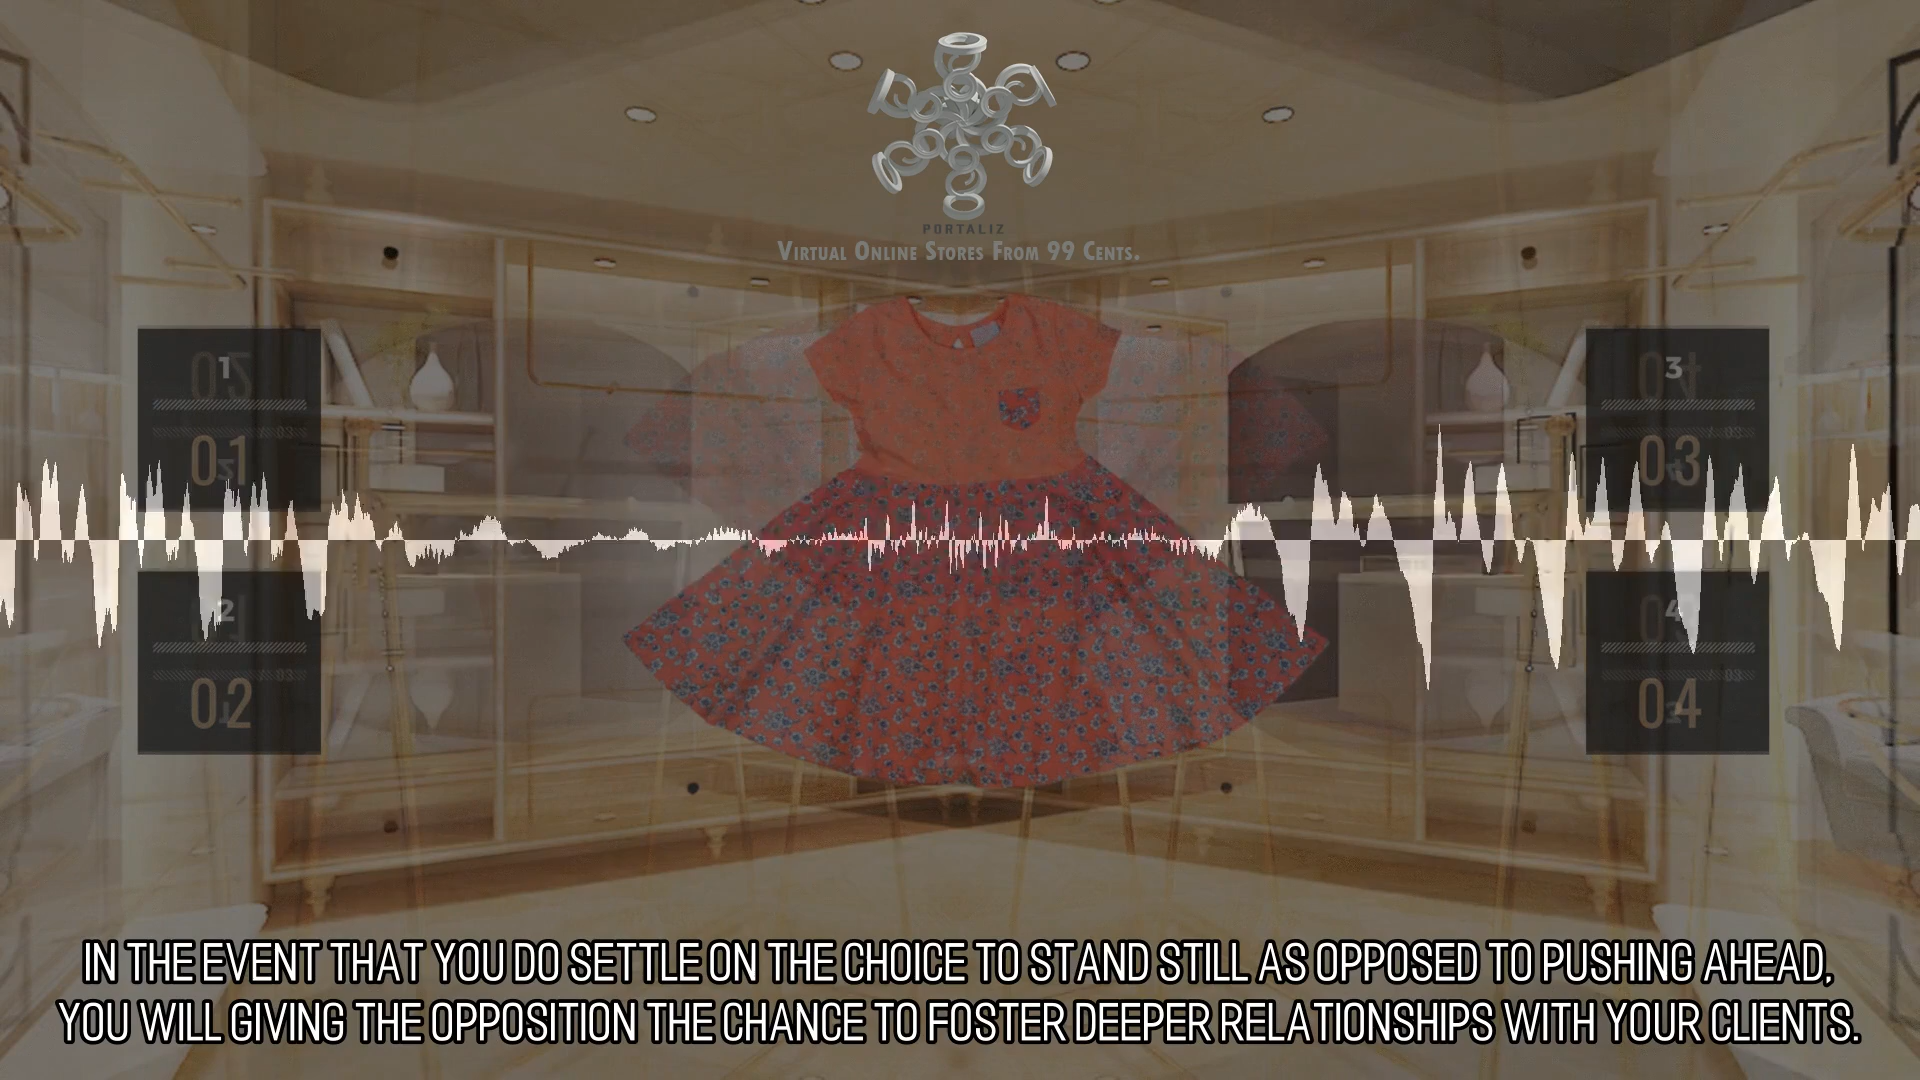 PORTALIZ
Virtual Online Stores From 99 Cents.
1
01
2
02
3
03
4
04
IN THE EVENT THAT YOU DO SETTLE ON THE CHOICE TO STAND STILL AS OPPOSED TO PUSHING AHEAD,
YOU WILL GIVING THE OPPOSITION THE CHANCE TO FOSTER DEEPER RELATIONSHIPS WITH YOUR CLIENTS.